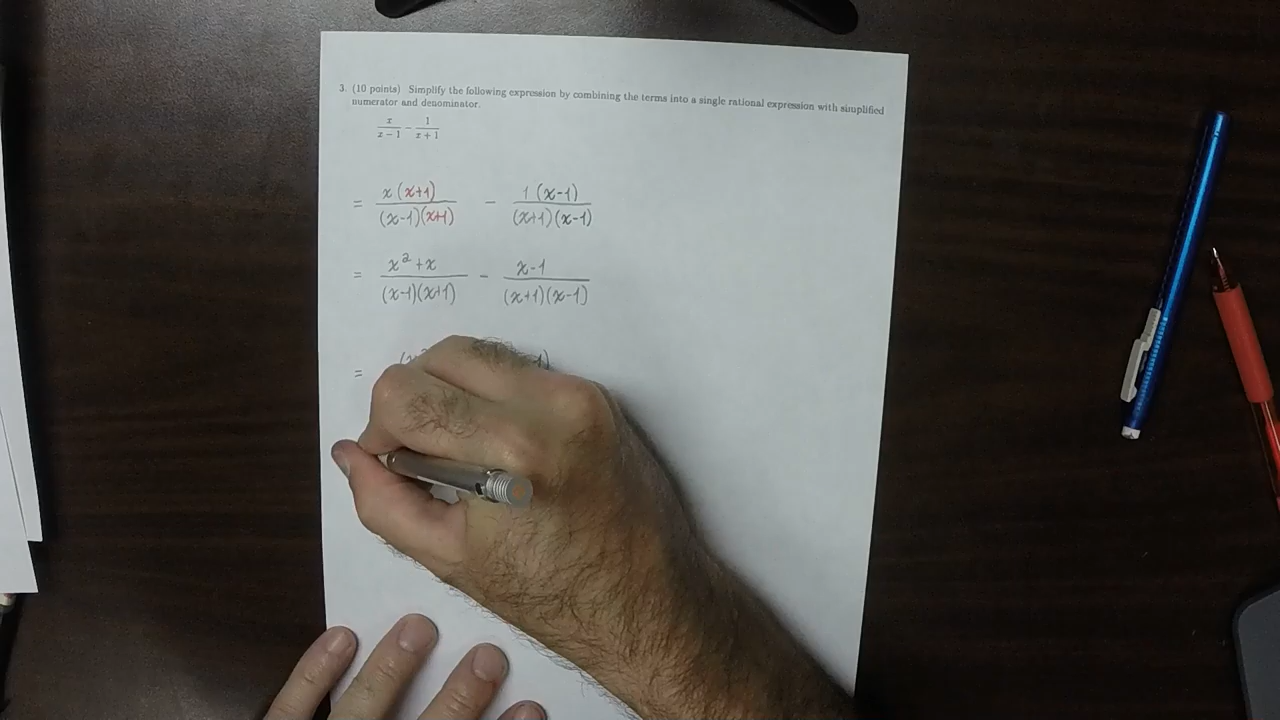 3. (10 points) Simplify the following expression by combining the terms into a single rational expression with simplified
numerator and denominator.
x/(x − 1) − 1/(x + 1)
= x(x+1)/(x-1)(x+1) - 1(x-1)/(x+1)(x-1)
= x²+x/(x-1)(x+1) - x-1/(x+1)(x-1)
=